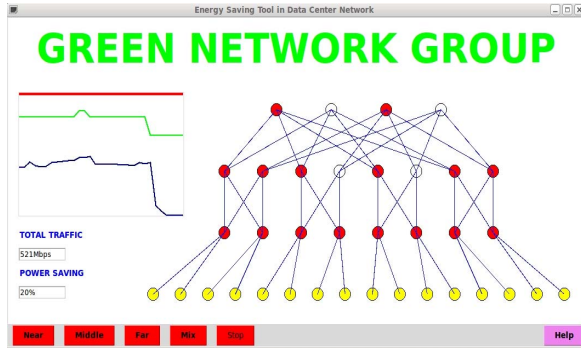 Energy Saving Tool in Data Center Network
GREEN NETWORK GROUP
TOTAL TRAFFIC
521Mbps
POWER SAVING
20%
Near Middle Far Mix Stop Help